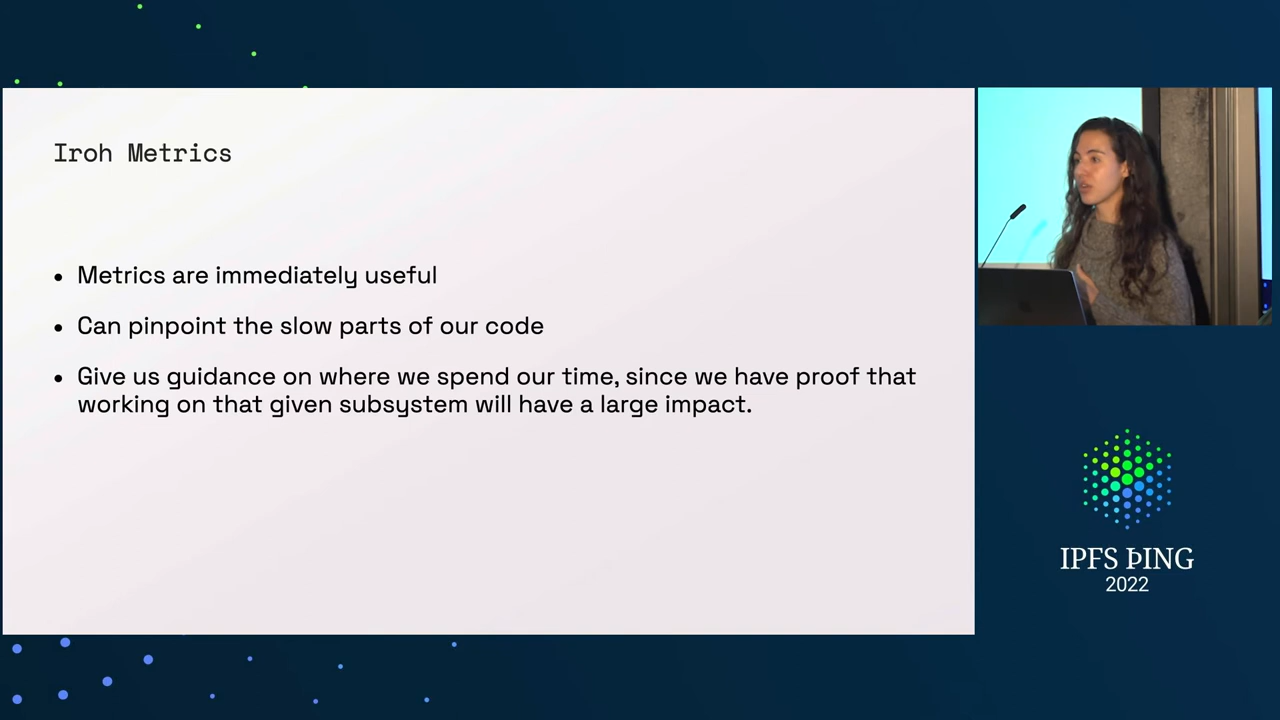 Iroh Metrics
• Metrics are immediately useful
• Can pinpoint the slow parts of our code
• Give us guidance on where we spend our time, since we have proof that
working on that given subsystem will have a large impact.
IPFS ÞING
2022